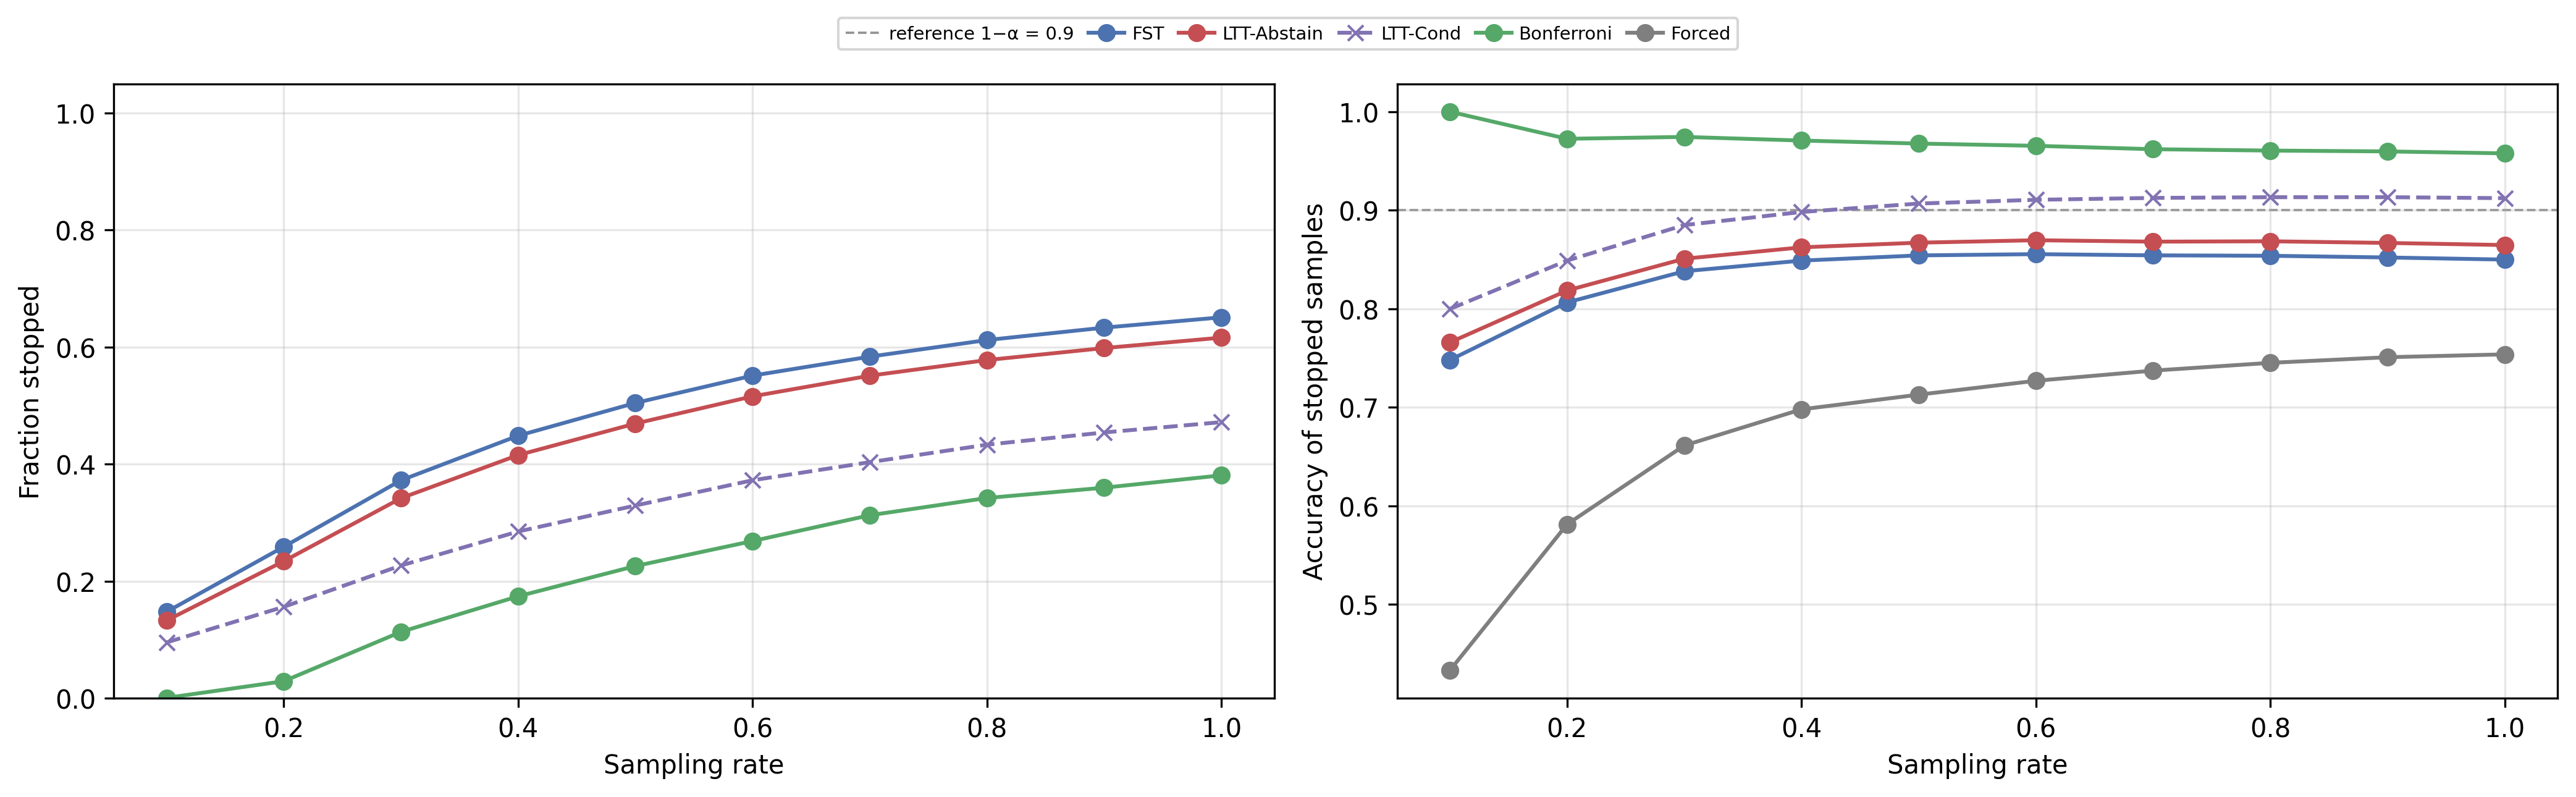 reference 1−α = 0.9 FST LTT-Abstain LTT-Cond Bonferroni Forced
Fraction stopped
1.0
0.8
0.6
0.4
0.2
0.0
0.2 0.4 0.6 0.8 1.0
Sampling rate
Accuracy of stopped samples
1.0
0.9
0.8
0.7
0.6
0.5
0.2 0.4 0.6 0.8 1.0
Sampling rate